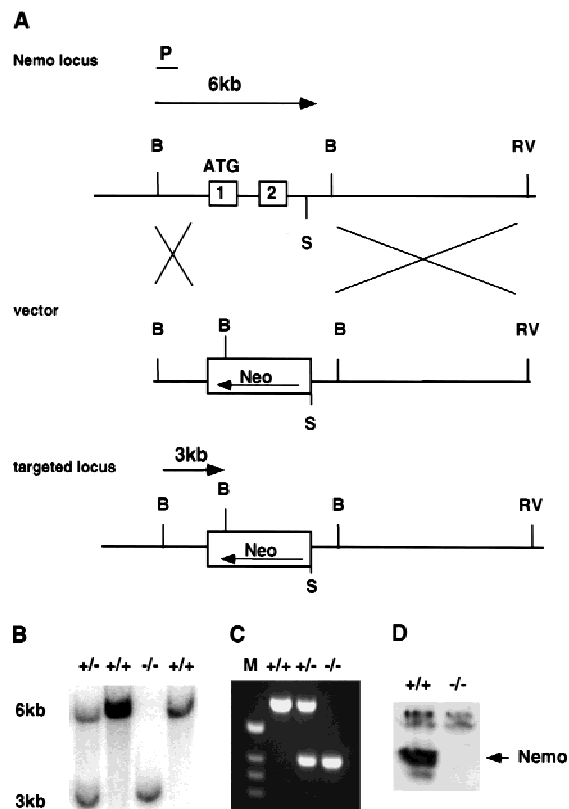 A
P
Nemo locus
6kb
B
B
RV
ATG
1
2
S
vector
B
B
B
RV
Neo
S
3kb
targeted locus
B
B
B
RV
Neo
S
B
+/- +/+ -/- +/+
6kb
3kb
C
M +/+ +/- -/-
D
+/+ -/-
Nemo